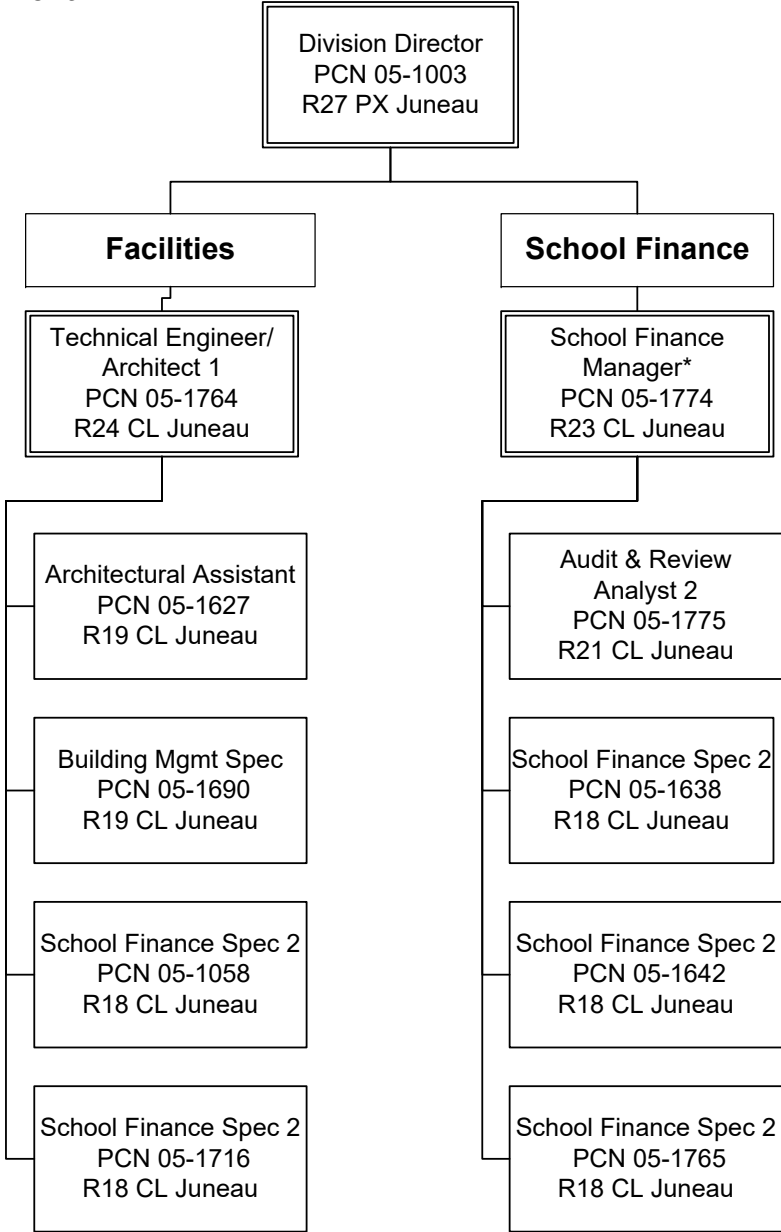 Division Director
PCN 05-1003
R27 PX Juneau
Facilities
Technical Engineer/
Architect 1
PCN 05-1764
R24 CL Juneau
Architectural Assistant
PCN 05-1627
R19 CL Juneau
Building Mgmt Spec
PCN 05-1690
R19 CL Juneau
School Finance Spec 2
PCN 05-1058
R18 CL Juneau
School Finance Spec 2
PCN 05-1716
R18 CL Juneau
School Finance
School Finance
Manager*
PCN 05-1774
R23 CL Juneau
Audit & Review
Analyst 2
PCN 05-1775
R21 CL Juneau
School Finance Spec 2
PCN 05-1638
R18 CL Juneau
School Finance Spec 2
PCN 05-1642
R18 CL Juneau
School Finance Spec 2
PCN 05-1765
R18 CL Juneau